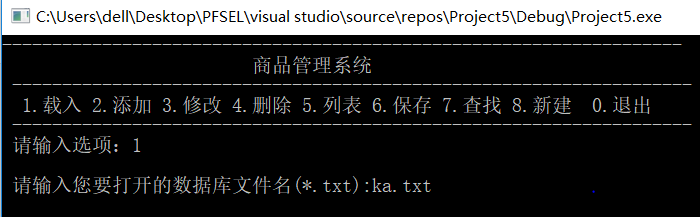 C:\Users\dell\Desktop\PFSEL\visual studio\source\repos\Project5\Debug\Project5.exe
商品管理系统
1.载入 2.添加 3.修改 4.删除 5.列表 6.保存 7.查找 8.新建 0.退出
请输入选项：1
请输入您要打开的数据库文件名(*.txt):ka.txt